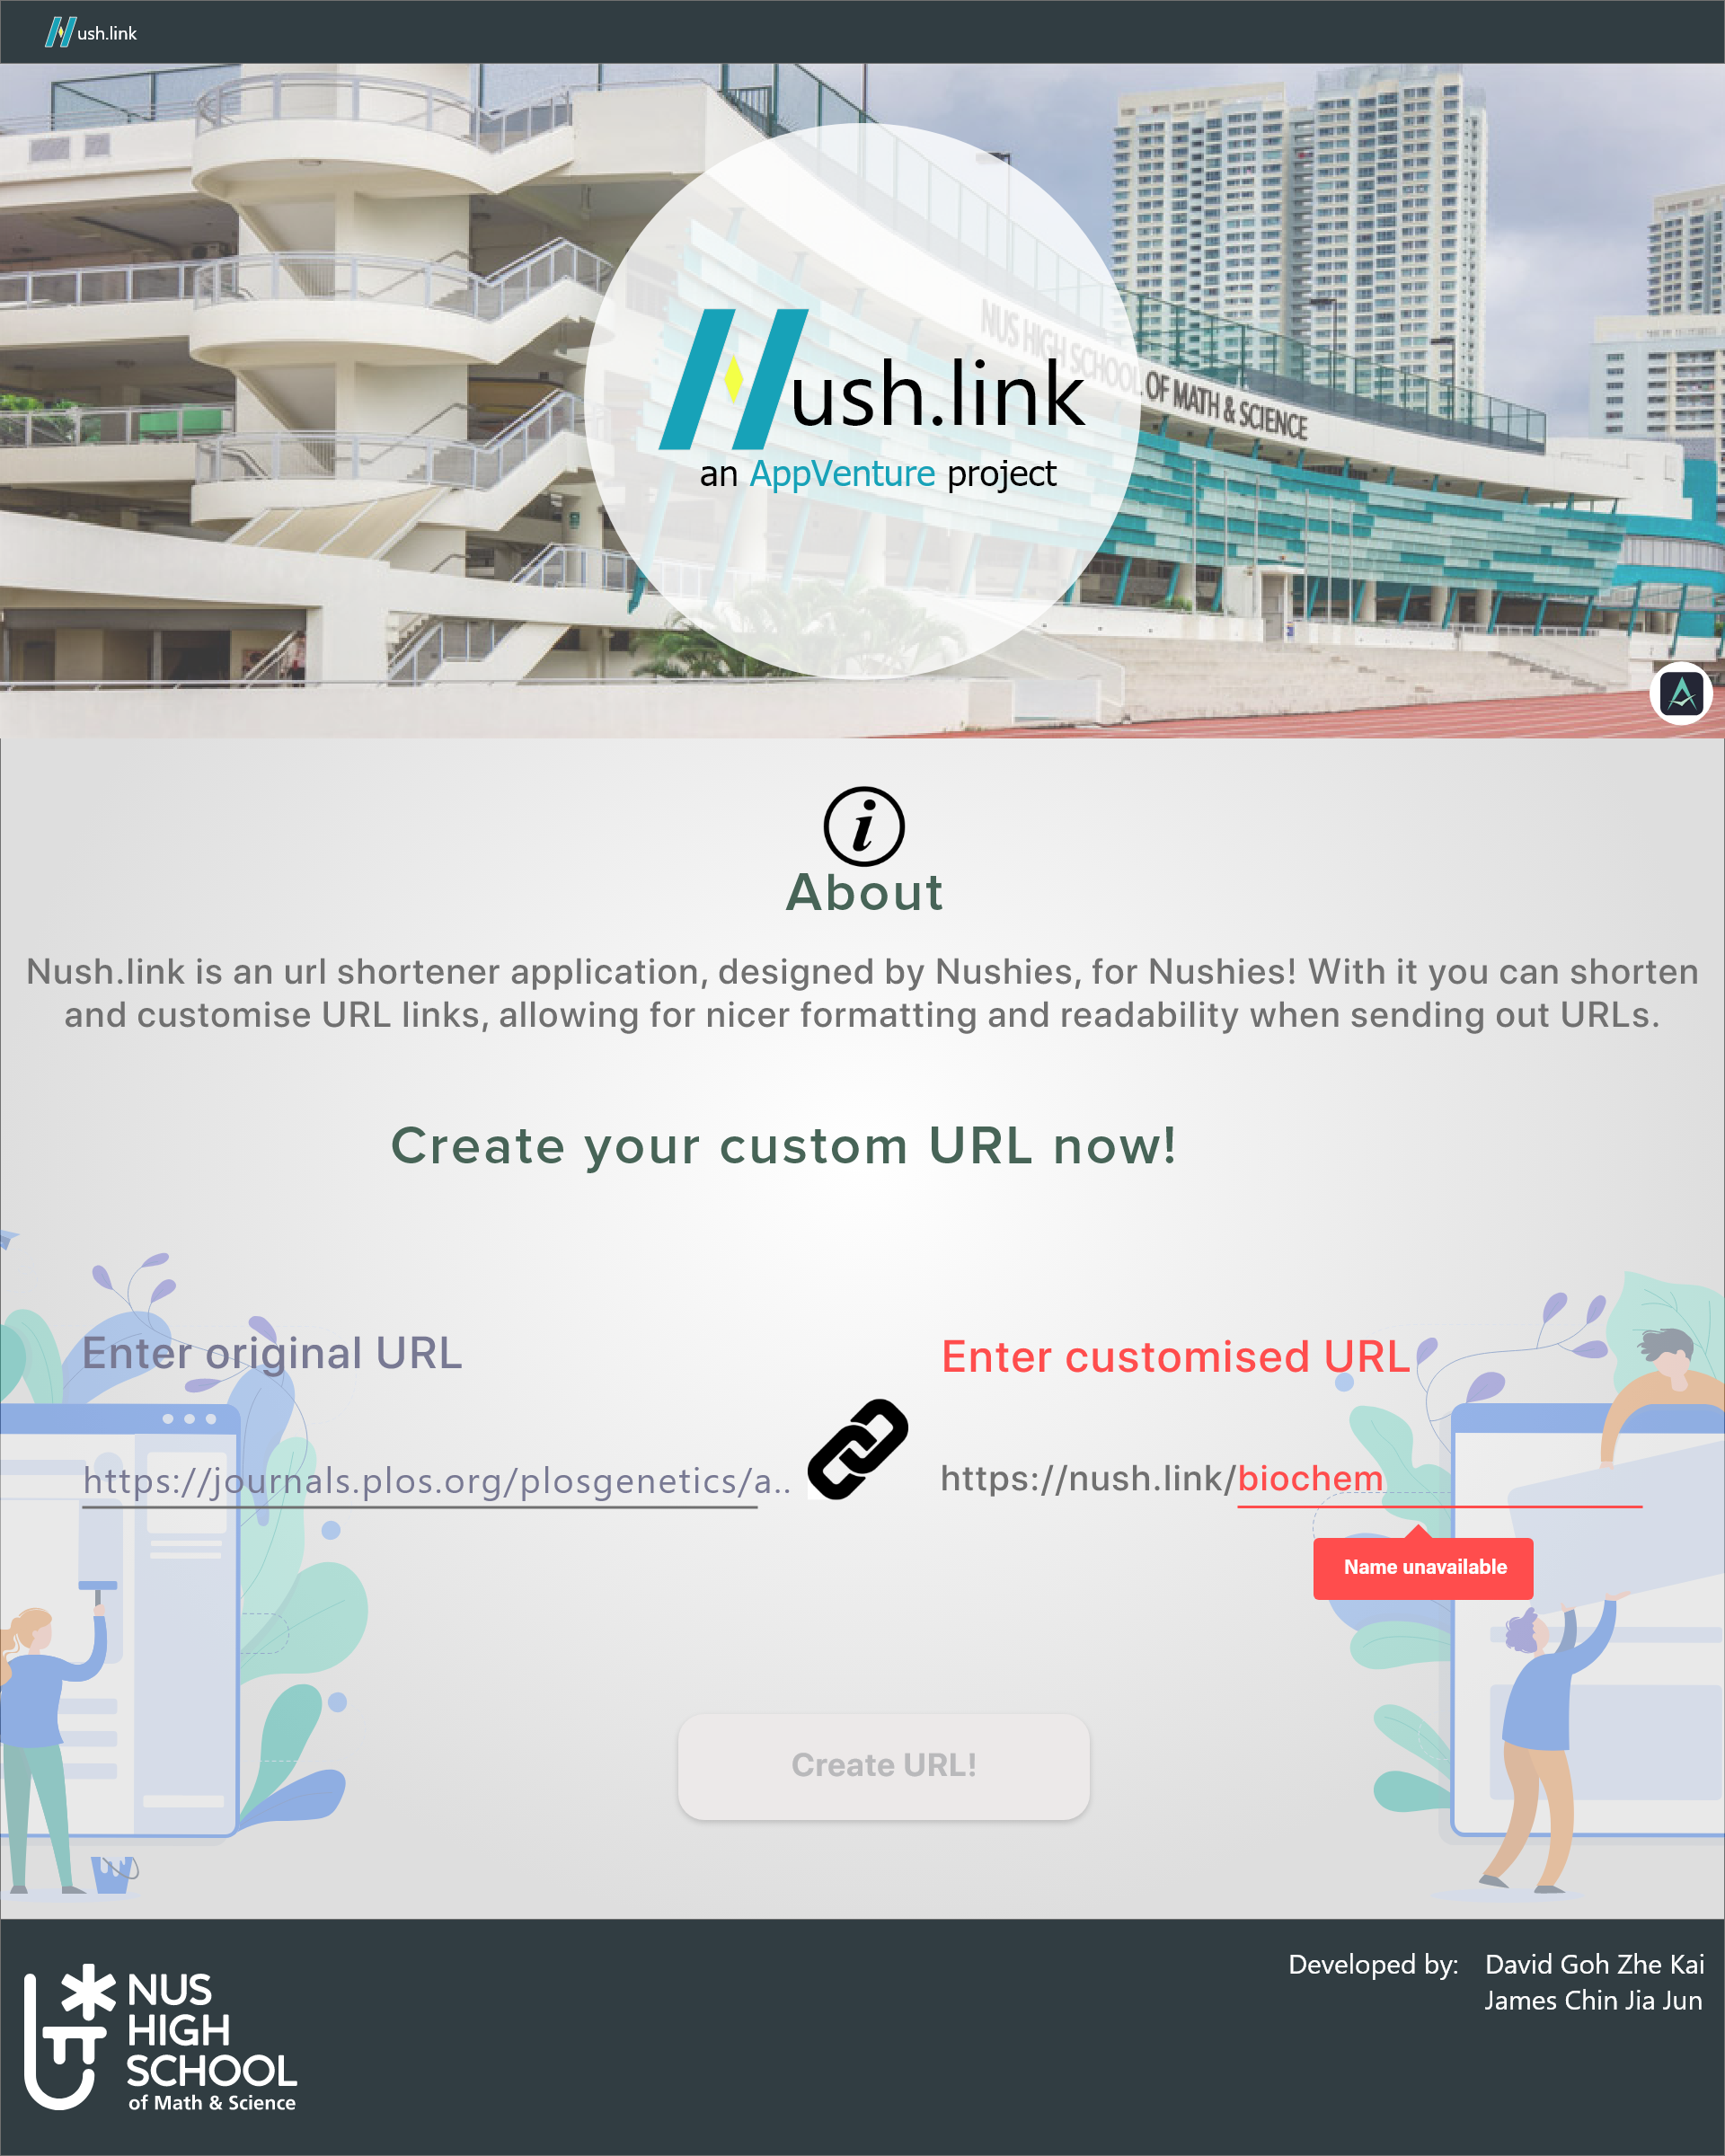 Nush.link
NUS HIGH SCHOOL OF MATH & SCIENCE
Nush.link
an AppVenture project
i
About
Nush.link is an url shortener application, designed by Nushies, for Nushies! With it you can shorten
and customise URL links, allowing for nicer formatting and readability when sending out URLs.
Create your custom URL now!
Enter original URL
Enter customised URL
https://journals.plos.org/plosgenetics/a..
https://nush.link/biochem
Name unavailable
Create URL!
NUS
HIGH
SCHOOL
of Math & Science
Developed by: David Goh Zhe Kai
James Chin Jia Jun